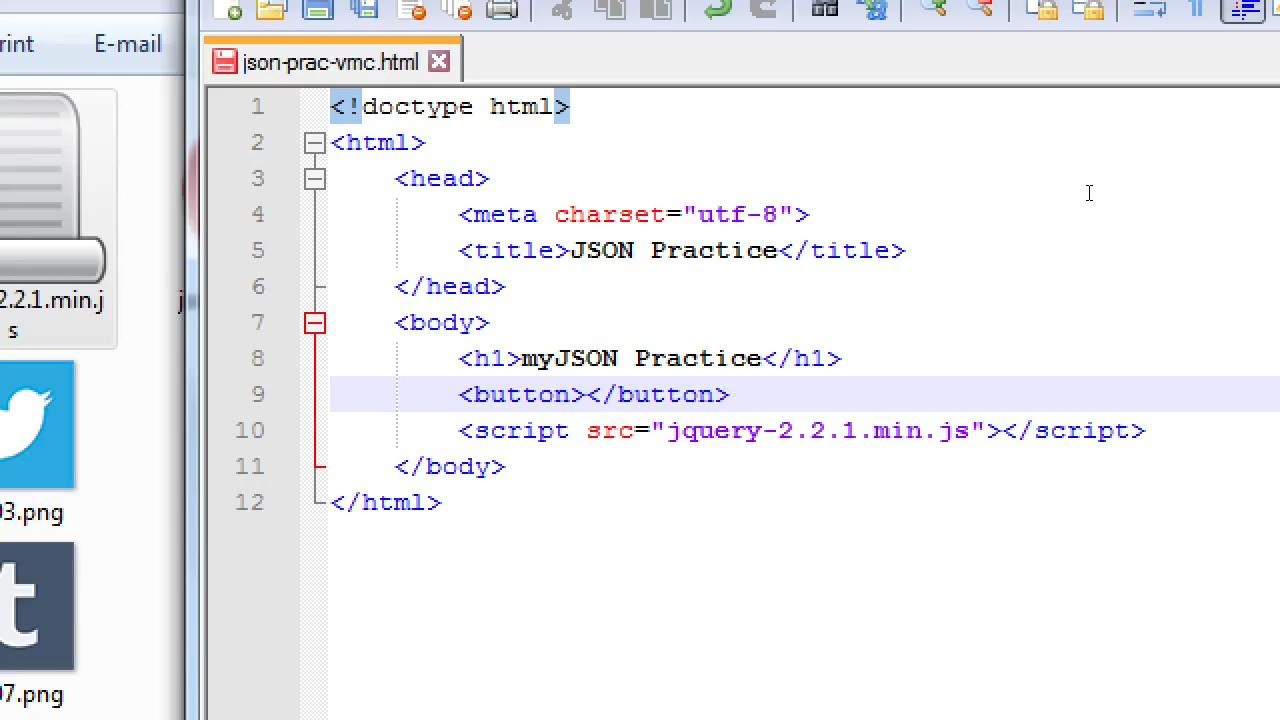 rint E-mail
json-prac-vmc.html
1 <!doctype html>
2 <html>
3 <head>
4 <meta charset="utf-8">
5 <title>JSON Practice</title>
6 </head>
7 <body>
8 <h1>myJSON Practice</h1>
9 <button></button>
10 <script src="jquery-2.2.1.min.js"></script>
11 </body>
12 </html>
2.2.1.min.j
s
j
03.png
t
07.png